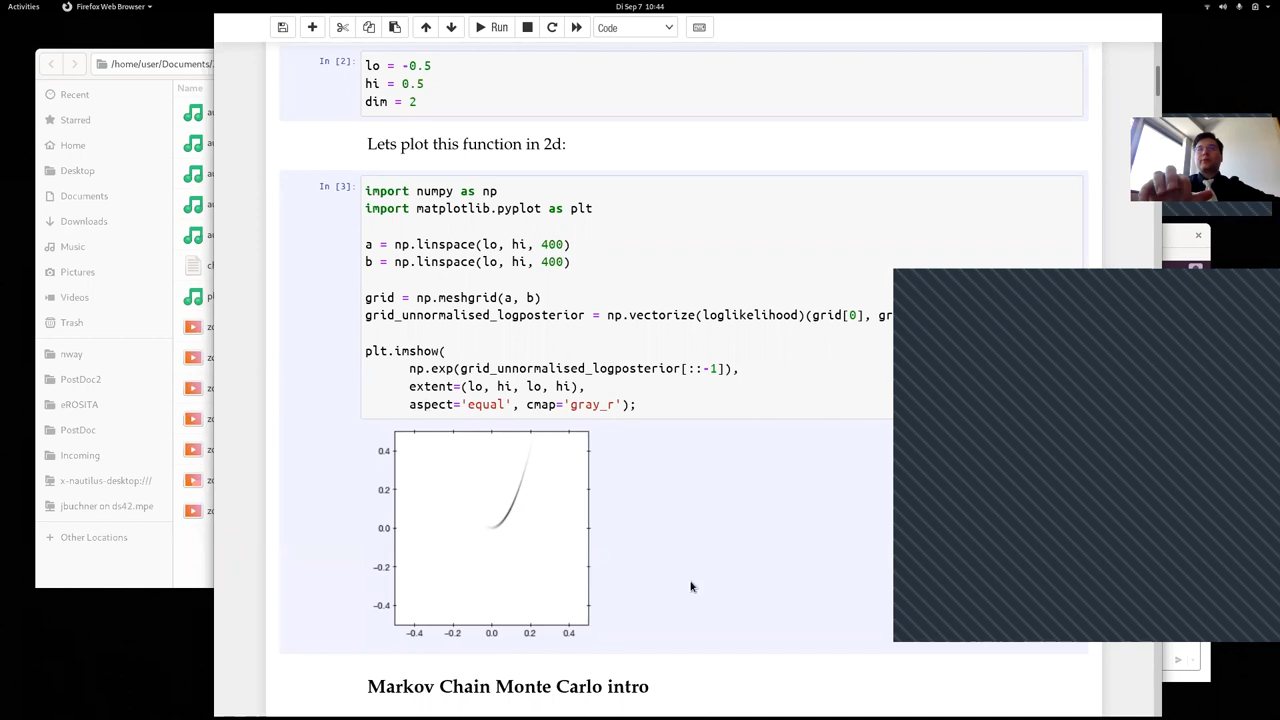 Activities
Firefox Web Browser
Di Sep 7 10:44
Run
Code
/home/user/Documents/
Name
Recent
Starred
Home
Desktop
Documents
Downloads
Music
Pictures
Videos
Trash
nway
PostDoc2
eROSITA
PostDoc
Incoming
x-nautilus-desktop:///
jbuchner on ds42.mpe
Other Locations
In [2]:
lo = -0.5
hi = 0.5
dim = 2
Lets plot this function in 2d:
In [3]:
import numpy as np
import matplotlib.pyplot as plt
a = np.linspace(lo, hi, 400)
b = np.linspace(lo, hi, 400)
grid = np.meshgrid(a, b)
grid_unnormalised_logposterior = np.vectorize(loglikelihood)(grid[0], gr
plt.imshow(
np.exp(grid_unnormalised_logposterior[::-1]),
extent=(lo, hi, lo, hi),
aspect='equal', cmap='gray_r');
0.4
0.2
0.0
-0.2
-0.4
-0.4 -0.2 0.0 0.2 0.4
Markov Chain Monte Carlo intro